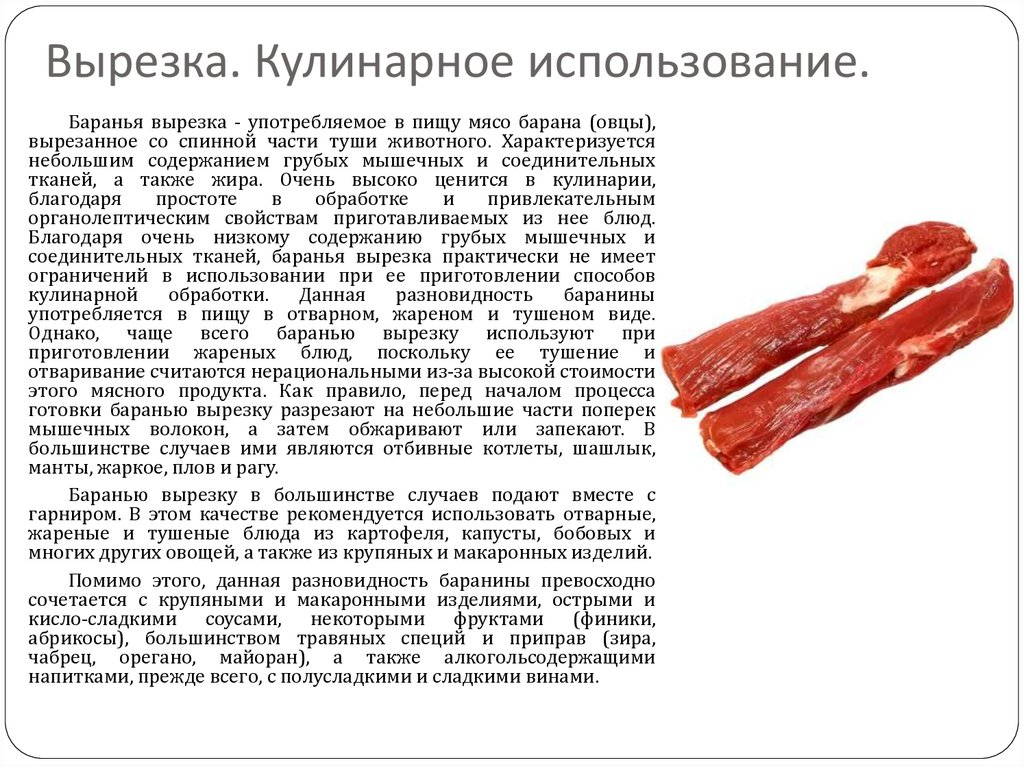 Вырезка. Кулинарное использование.
Баранья вырезка - употребляемое в пищу мясо барана (овцы),
вырезанное со спинной части туши животного. Характеризуется
небольшим содержанием грубых мышечных и соединительных
тканей, а также жира. Очень высоко ценится в кулинарии,
благодаря простоте в обработке и привлекательным
органолептическим свойствам приготавливаемых из нее блюд.
Благодаря очень низкому содержанию грубых мышечных и
соединительных тканей, баранья вырезка практически не имеет
ограничений в использовании при ее приготовлении способов
кулинарной обработки. Данная разновидность баранины
употребляется в пищу в отварном, жареном и тушеном виде.
Однако, чаще всего баранью вырезку используют при
приготовлении жареных блюд, поскольку ее тушение и
отваривание считаются нерациональными из-за высокой стоимости
этого мясного продукта. Как правило, перед началом процесса
готовки баранью вырезку разрезают на небольшие части поперек
мышечных волокон, а затем обжаривают или запекают. В
большинстве случаев ими являются отбивные котлеты, шашлык,
манты, жаркое, плов и рагу.
Баранью вырезку в большинстве случаев подают вместе с
гарниром. В этом качестве рекомендуется использовать отварные,
жареные и тушеные блюда из картофеля, капусты, бобовых и
многих других овощей, а также из крупяных и макаронных изделий.
Помимо этого, данная разновидность баранины превосходно
сочетается с крупяными и макаронными изделиями, острыми и
кисло-сладкими соусами, некоторыми фруктами (финики,
абрикосы), большинством травяных специй и приправ (зира,
чабрец, орегано, майоран), а также алкогольсодержащими
напитками, прежде всего, с полусладкими и сладкими винами.